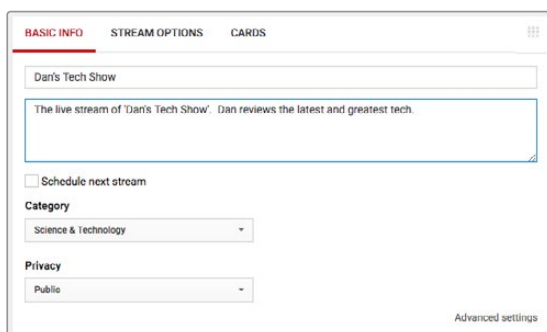 BASIC INFO STREAM OPTIONS CARDS
Dan's Tech Show
The live stream of 'Dan's Tech Show'. Dan reviews the latest and greatest tech.
Schedule next stream
Category
Science & Technology
Privacy
Public
Advanced settings